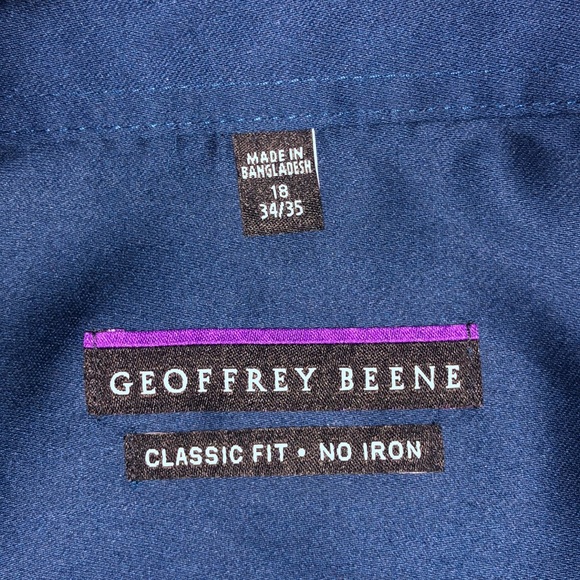 MADE IN
BANGLADESH
18
34/35
GEOFFREY BEENE
CLASSIC FIT • NO IRON